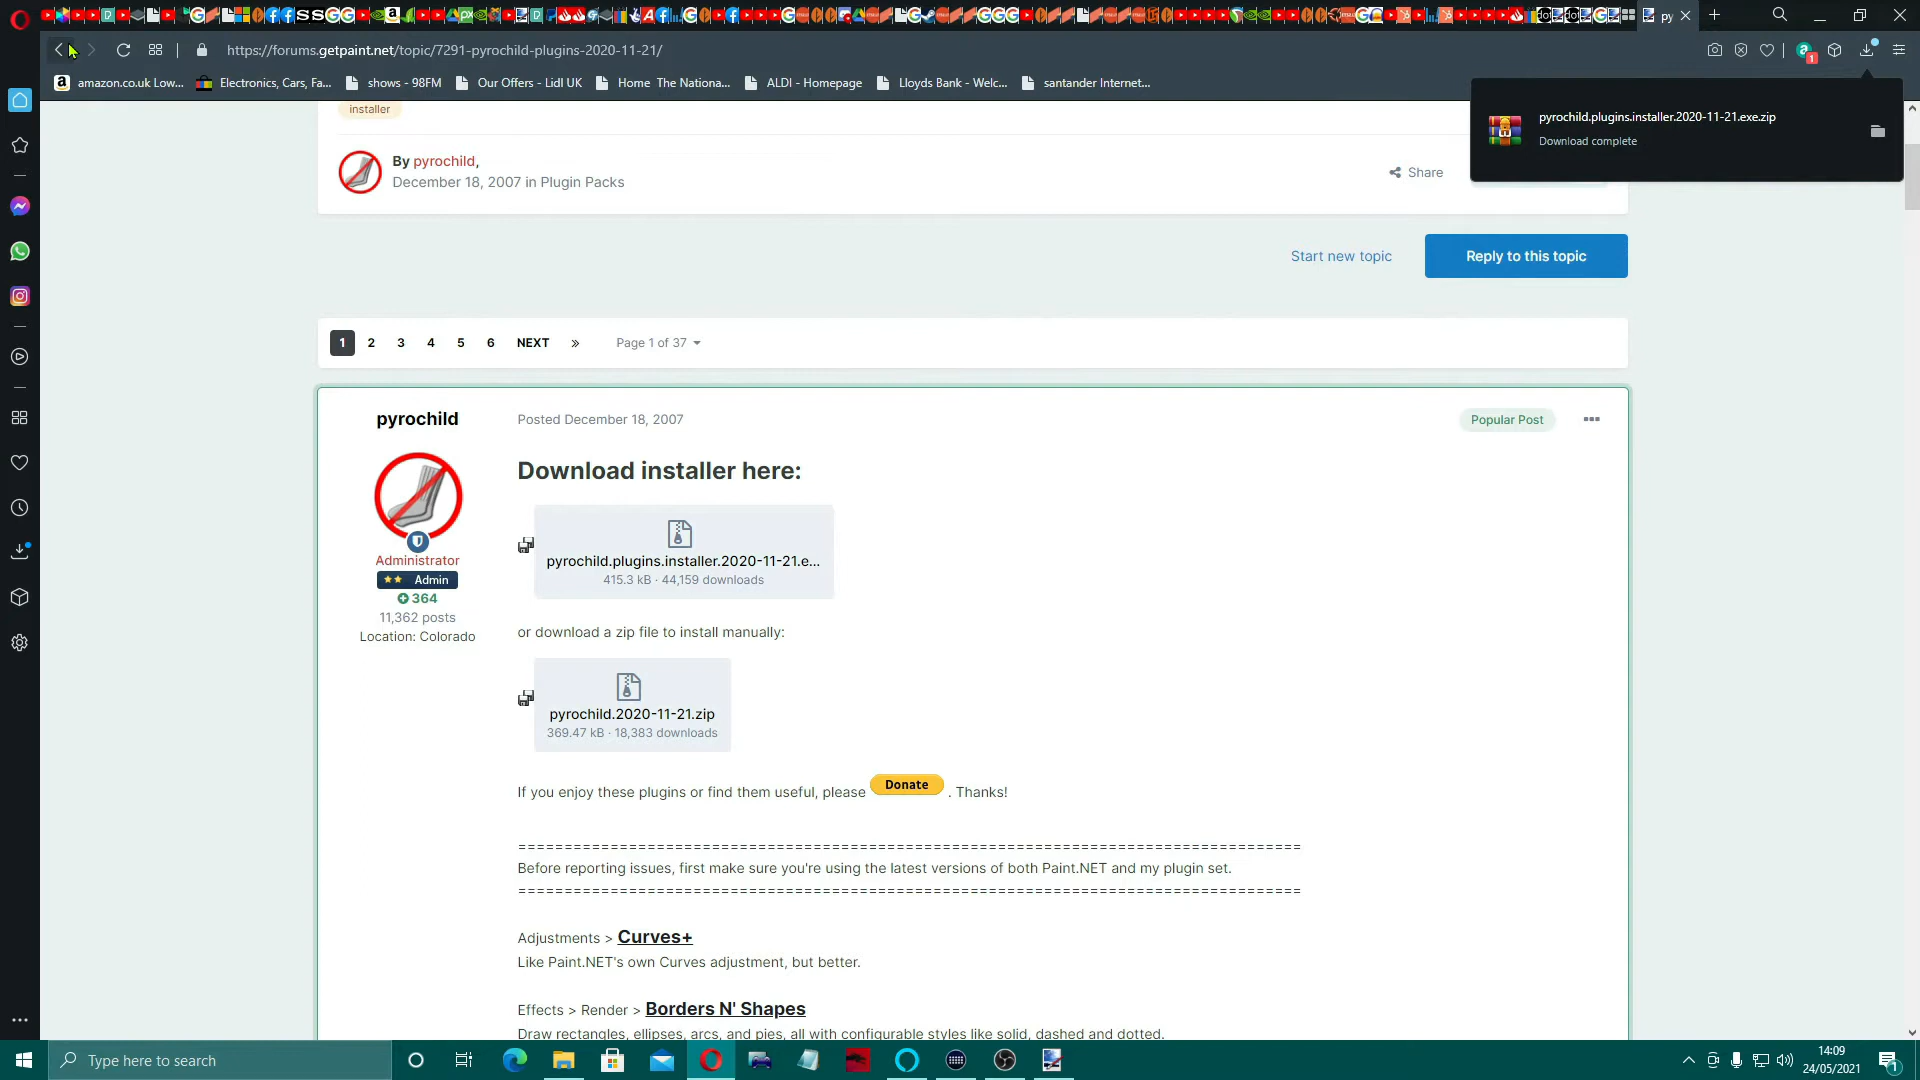 py
https://forums.getpaint.net/topic/7291-pyrochild-plugins-2020-11-21/
1
amazon.co.uk Low...
Electronics, Cars, Fa...
shows - 98FM
Our Offers - Lidl UK
Home The Nationa...
ALDI - Homepage
Lloyds Bank - Welc...
santander Internet...
installer
pyrochild.plugins.installer.2020-11-21.exe.zip
Download complete
By pyrochild,
December 18, 2007 in Plugin Packs
Share
Start new topic
Reply to this topic
1 2 3 4 5 6 NEXT » Page 1 of 37
pyrochild
Posted December 18, 2007
Popular Post
Download installer here:
Administrator
Admin
364
11,362 posts
Location: Colorado
pyrochild.plugins.installer.2020-11-21.e...
415.3 kB · 44,159 downloads
or download a zip file to install manually:
pyrochild.2020-11-21.zip
369.47 kB · 18,383 downloads
If you enjoy these plugins or find them useful, please Donate . Thanks!
=====================================================================================
Before reporting issues, first make sure you're using the latest versions of both Paint.NET and my plugin set.
=====================================================================================
Adjustments > Curves+
Like Paint.NET's own Curves adjustment, but better.
Effects > Render > Borders N' Shapes
Draw rectangles, ellipses, arcs, and pies, all with configurable styles like solid, dashed and dotted.
Type here to search
14:09
24/05/2021
1